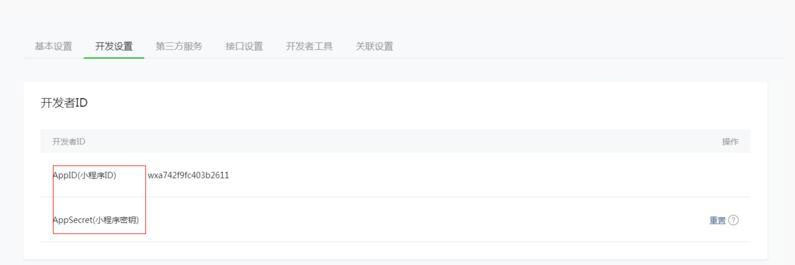 基本设置 开发设置 第三方服务 接口设置 开发者工具 关联设置
开发者ID
开发者ID 操作
AppID(小程序ID) wxa742f9fc403b2611
AppSecret(小程序密钥) 重置 ?